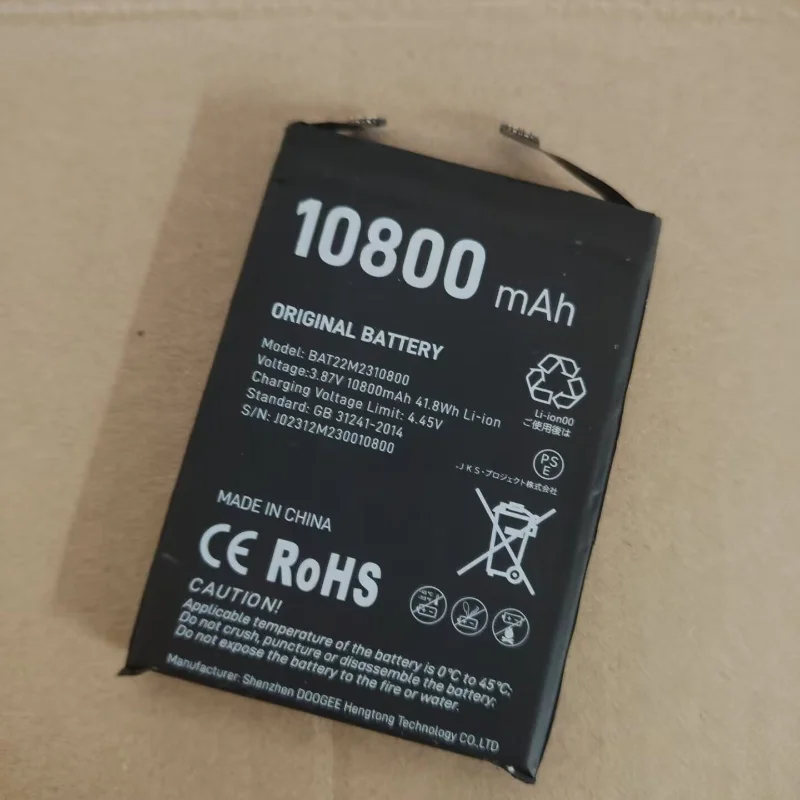 10800 mAh
ORIGINAL BATTERY
Model: BAT22M2310800
Voltage:3.87V 10800mAh 41.8Wh Li-ion
Charging Voltage Limit: 4.45V
Standard: GB 31241-2014
S/N: J02312M230010800
Li-ion00
ご使用後は
PS
E
J K S・プロジェクト株式会社
MADE IN CHINA
CE RoHS
CAUTION!
Applicable temperature of the battery is 0℃ to 45℃;
Do not crush, puncture or disassemble the battery;
Do not expose the battery to the fire or water.
Manufacturer: Shenzhen DOOGEE Hengtong Technology CO.,LTD